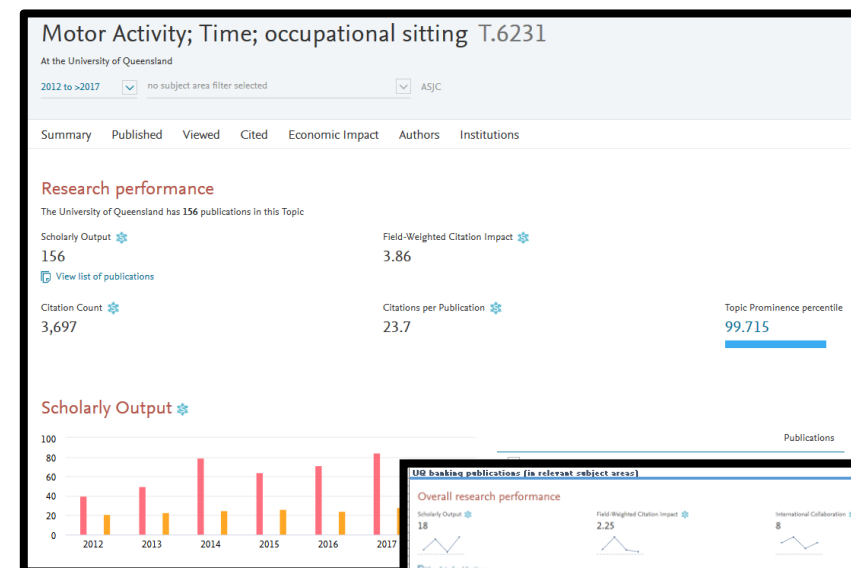 Motor Activity; Time; occupational sitting T.6231
At the University of Queensland
2012 to >2017 no subject area filter selected ASJC
Summary Published Viewed Cited Economic Impact Authors Institutions
Research performance
The University of Queensland has 156 publications in this Topic
Scholarly Output Field-Weighted Citation Impact
156 3.86
View list of publications
Citation Count Citations per Publication Topic Prominence percentile
3,697 23.7 99.715
Scholarly Output
Publications
100
80
60
40
20
0
2012 2013 2014 2015 2016 2017
UQ banking publications (in relevant subject areas)
Overall research performance
Scholarly Output Field-Weighted Citation Impact International Collaboration
18 2.25 8